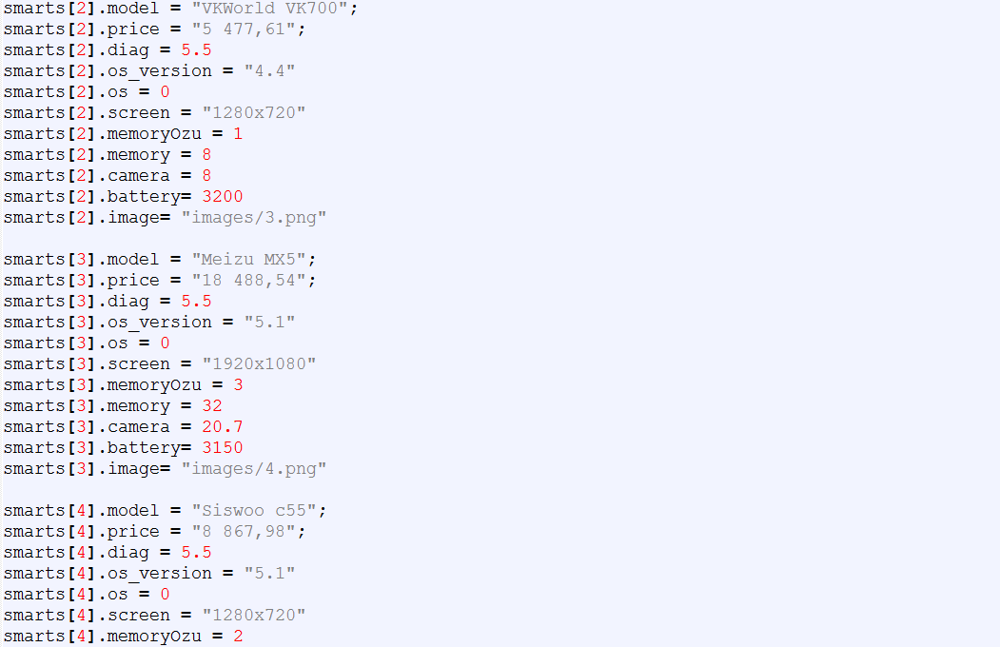 smarts[2].model = "VKWorld VK700";
smarts[2].price = "5 477,61";
smarts[2].diag = 5.5
smarts[2].os_version = "4.4"
smarts[2].os = 0
smarts[2].screen = "1280x720"
smarts[2].memoryOzu = 1
smarts[2].memory = 8
smarts[2].camera = 8
smarts[2].battery= 3200
smarts[2].image= "images/3.png"
smarts[3].model = "Meizu MX5";
smarts[3].price = "18 488,54";
smarts[3].diag = 5.5
smarts[3].os_version = "5.1"
smarts[3].os = 0
smarts[3].screen = "1920x1080"
smarts[3].memoryOzu = 3
smarts[3].memory = 32
smarts[3].camera = 20.7
smarts[3].battery= 3150
smarts[3].image= "images/4.png"
smarts[4].model = "Siswoo c55";
smarts[4].price = "8 867,98";
smarts[4].diag = 5.5
smarts[4].os_version = "5.1"
smarts[4].os = 0
smarts[4].screen = "1280x720"
smarts[4].memoryOzu = 2